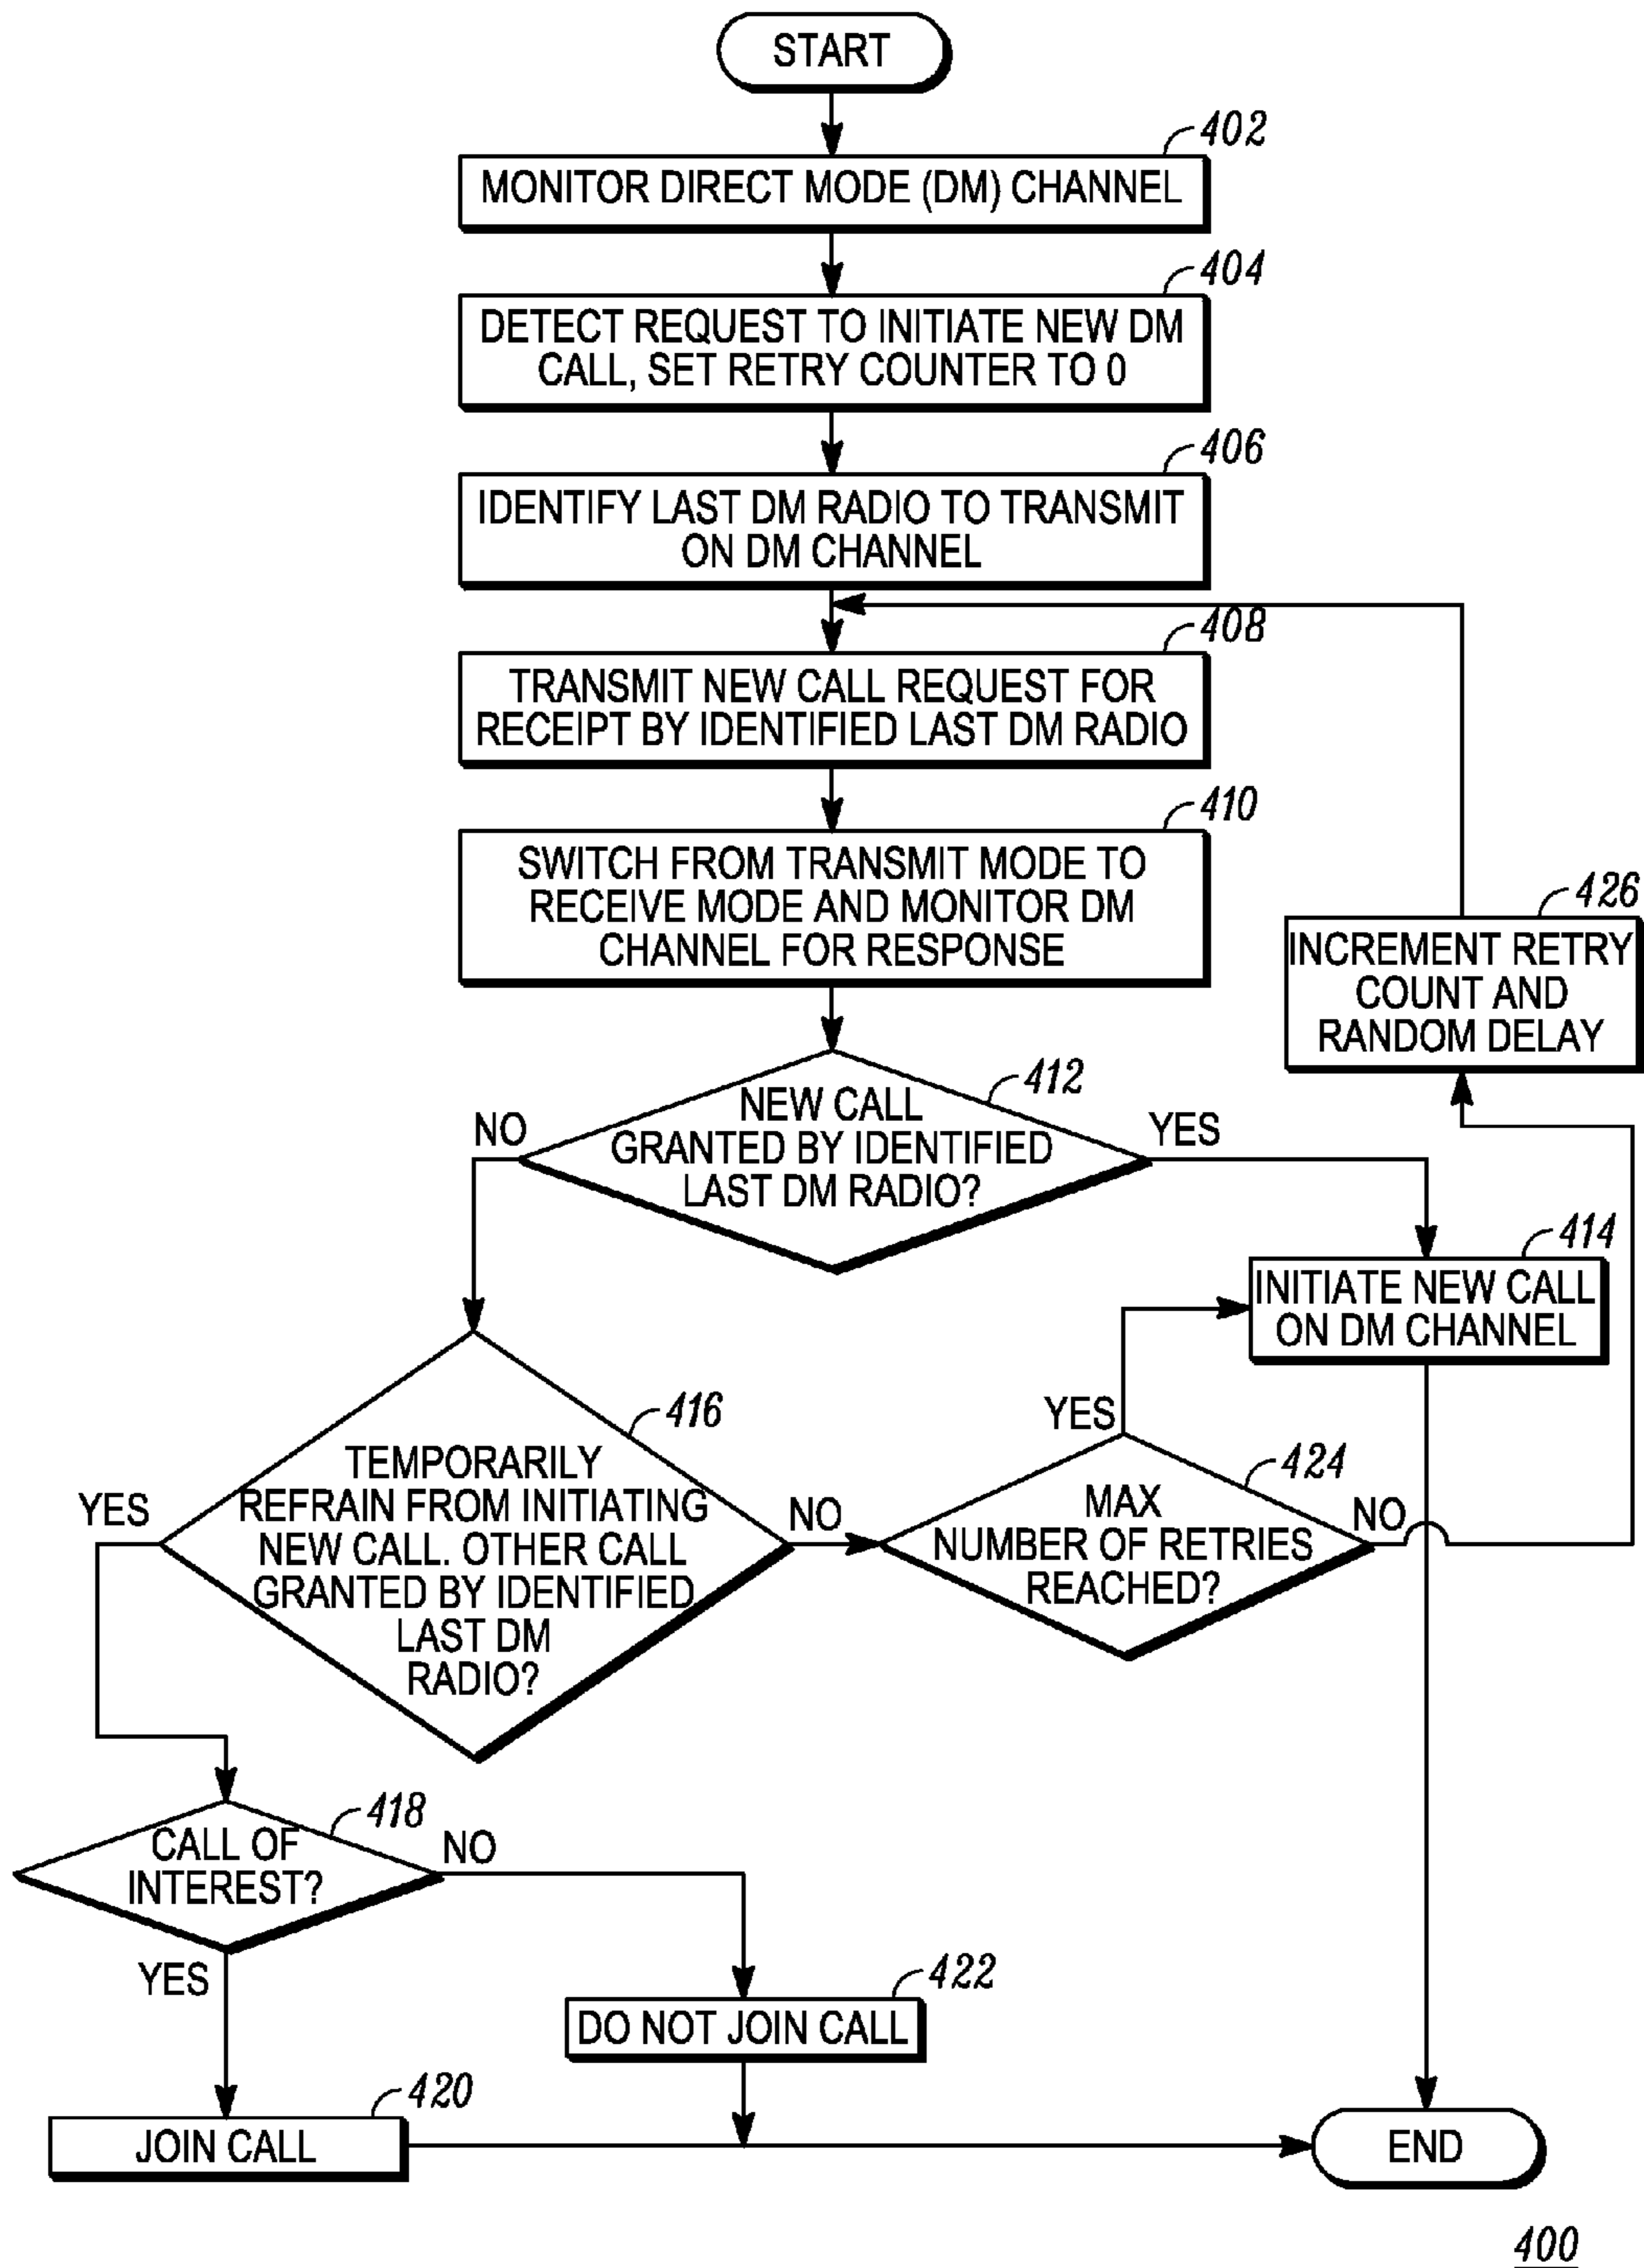 START
402
MONITOR DIRECT MODE (DM) CHANNEL
404
DETECT REQUEST TO INITIATE NEW DM
CALL, SET RETRY COUNTER TO 0
406
IDENTIFY LAST DM RADIO TO TRANSMIT
ON DM CHANNEL
408
TRANSMIT NEW CALL REQUEST FOR
RECEIPT BY IDENTIFIED LAST DM RADIO
410
SWITCH FROM TRANSMIT MODE TO
RECEIVE MODE AND MONITOR DM
CHANNEL FOR RESPONSE
426
INCREMENT RETRY
COUNT AND
RANDOM DELAY
412
NEW CALL
GRANTED BY IDENTIFIED
LAST DM RADIO?
NO
YES
414
INITIATE NEW CALL
ON DM CHANNEL
416
TEMPORARILY
REFRAIN FROM INITIATING
NEW CALL. OTHER CALL
GRANTED BY IDENTIFIED
LAST DM
RADIO?
YES
NO
424
MAX
NUMBER OF RETRIES
REACHED?
YES
NO
418
CALL OF
INTEREST?
NO
YES
422
DO NOT JOIN CALL
420
JOIN CALL
END
400